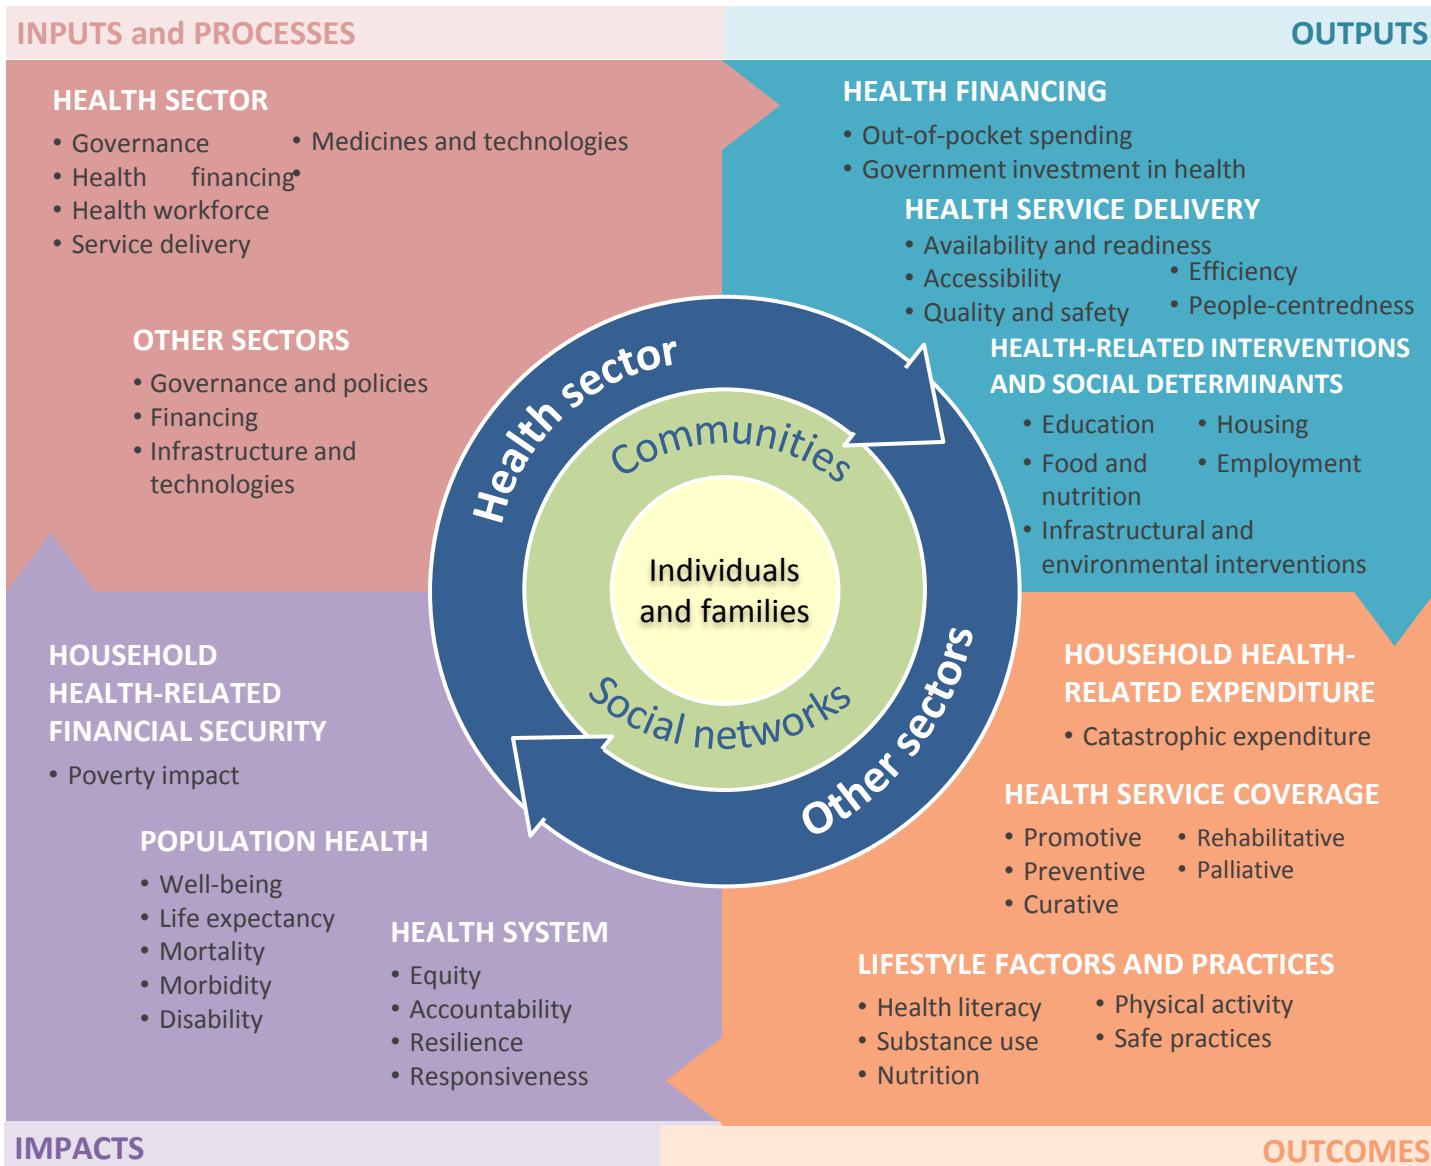 INPUTS and PROCESSES
OUTPUTS
HEALTH SECTOR
• Governance
• Health financing
• Health workforce
• Service delivery
• Medicines and technologies
•
OTHER SECTORS
• Governance and policies
• Financing
• Infrastructure and
technologies
HEALTH FINANCING
• Out-of-pocket spending
• Government investment in health
HEALTH SERVICE DELIVERY
• Availability and readiness
• Accessibility
• Quality and safety
• Efficiency
• People-centredness
HEALTH-RELATED INTERVENTIONS
AND SOCIAL DETERMINANTS
• Education
• Food and
nutrition
• Housing
• Employment
• Infrastructural and
environmental interventions
Health sector
Communities
Individuals
and families
Social networks
Other sectors
HOUSEHOLD
HEALTH-RELATED
FINANCIAL SECURITY
• Poverty impact
POPULATION HEALTH
• Well-being
• Life expectancy
• Mortality
• Morbidity
• Disability
HEALTH SYSTEM
• Equity
• Accountability
• Resilience
• Responsiveness
HOUSEHOLD HEALTH-
RELATED EXPENDITURE
• Catastrophic expenditure
HEALTH SERVICE COVERAGE
• Promotive
• Preventive
• Curative
• Rehabilitative
• Palliative
LIFESTYLE FACTORS AND PRACTICES
• Health literacy
• Substance use
• Nutrition
• Physical activity
• Safe practices
IMPACTS
OUTCOMES